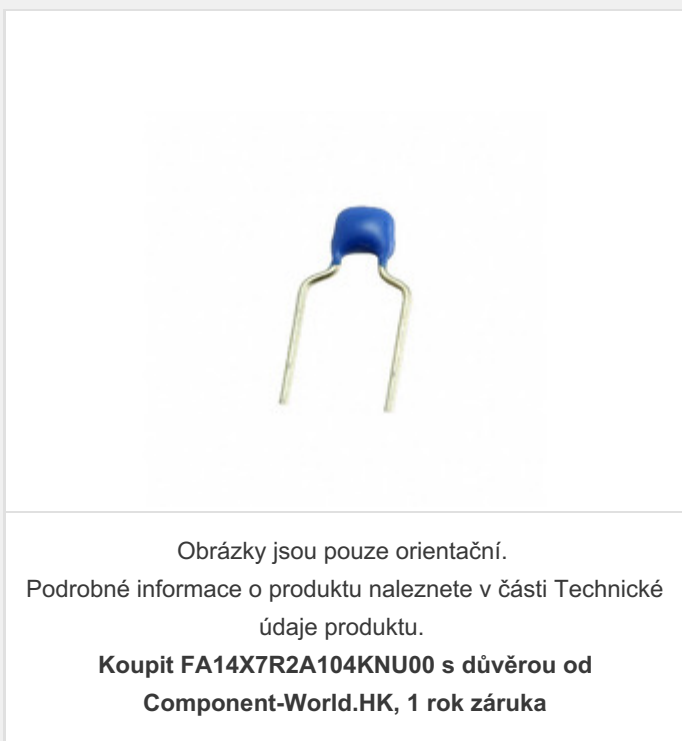 Obrázky jsou pouze orientační.
Podrobné informace o produktu naleznete v části Technické
údaje produktu.
Koupit FA14X7R2A104KNU00 s důvěrou od
Component-World.HK, 1 rok záruka